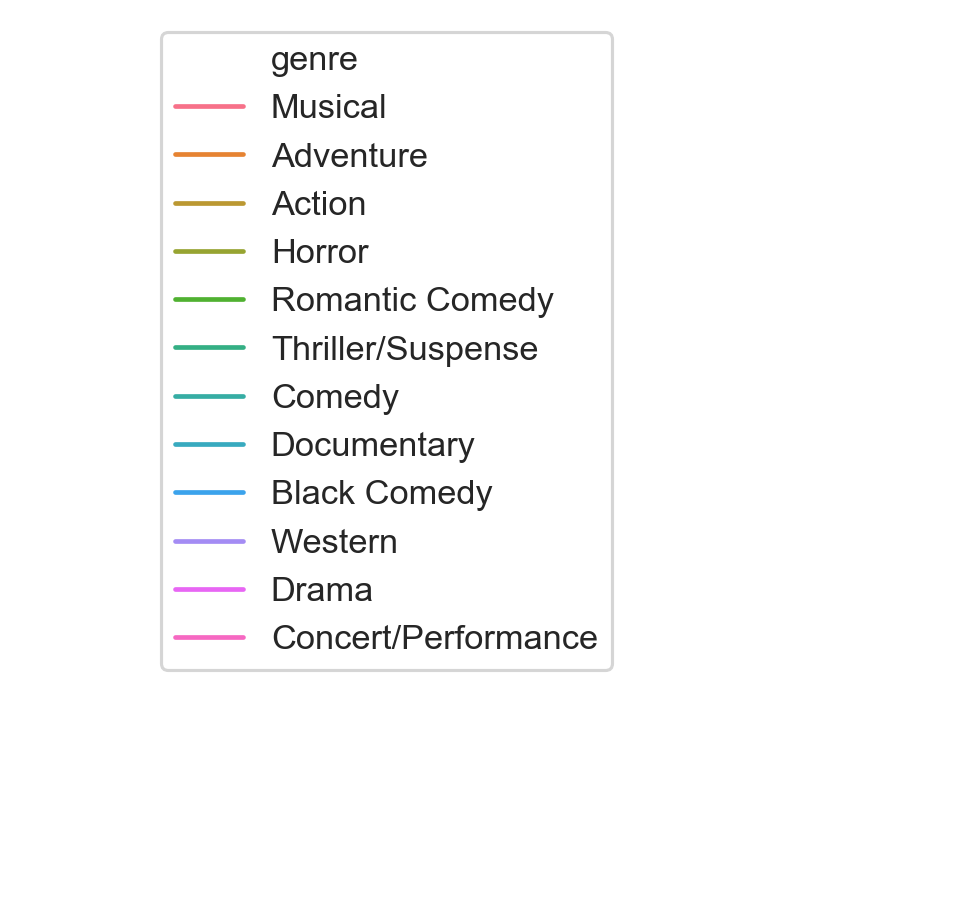 genre
Musical
Adventure
Action
Horror
Romantic Comedy
Thriller/Suspense
Comedy
Documentary
Black Comedy
Western
Drama
Concert/Performance